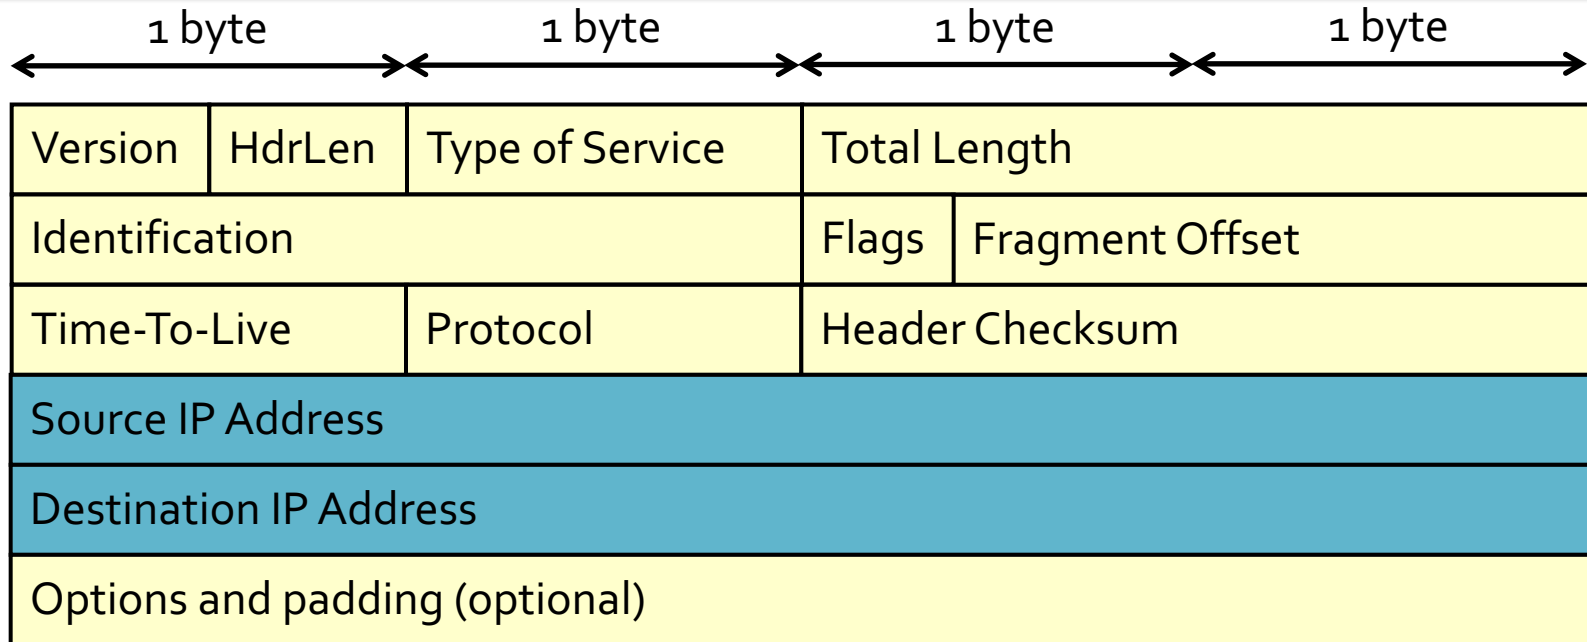 1 byte 1 byte 1 byte 1 byte
Version HdrLen Type of Service Total Length
Identification Flags Fragment Offset
Time-To-Live Protocol Header Checksum
Source IP Address
Destination IP Address
Options and padding (optional)